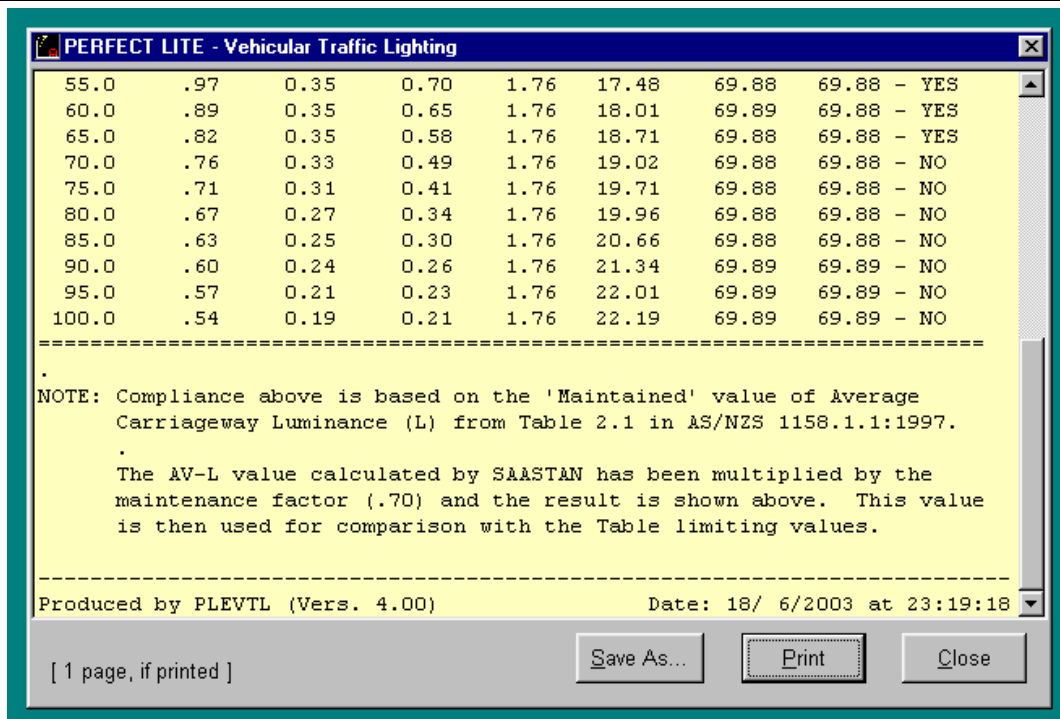 PERFECT LITE - Vehicular Traffic Lighting
55.0 .97 0.35 0.70 1.76 17.48 69.88 69.88 - YES
60.0 .89 0.35 0.65 1.76 18.01 69.89 69.88 - YES
65.0 .82 0.35 0.58 1.76 18.71 69.89 69.88 - YES
70.0 .76 0.33 0.49 1.76 19.02 69.88 69.88 - NO
75.0 .71 0.31 0.41 1.76 19.71 69.88 69.88 - NO
80.0 .67 0.27 0.34 1.76 19.96 69.88 69.88 - NO
85.0 .63 0.25 0.30 1.76 20.66 69.88 69.88 - NO
90.0 .60 0.24 0.26 1.76 21.34 69.89 69.89 - NO
95.0 .57 0.21 0.23 1.76 22.01 69.89 69.89 - NO
100.0 .54 0.19 0.21 1.76 22.19 69.89 69.89 - NO
========================================================================
.
NOTE: Compliance above is based on the 'Maintained' value of Average
Carriageway Luminance (L) from Table 2.1 in AS/NZS 1158.1.1:1997.
.
The AV-L value calculated by SAASTAN has been multiplied by the
maintenance factor (.70) and the result is shown above. This value
is then used for comparison with the Table limiting values.
--------------------------------------------------------------------------
Produced by PLEVTL (Vers. 4.00) Date: 18/ 6/2003 at 23:19:18
[ 1 page, if printed ] Save As... Print Close